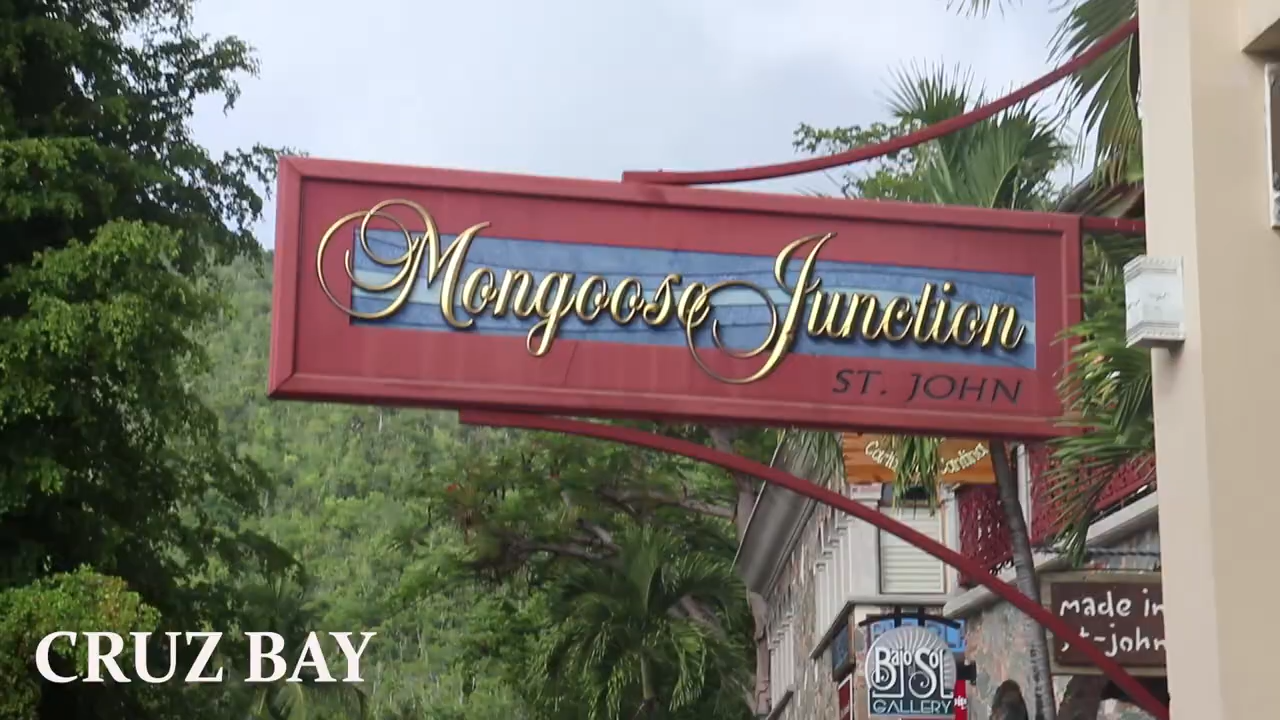 Mongoose Junction
ST. JOHN
made in
st-john
Bajo Sol
GALLERY
CRUZ BAY